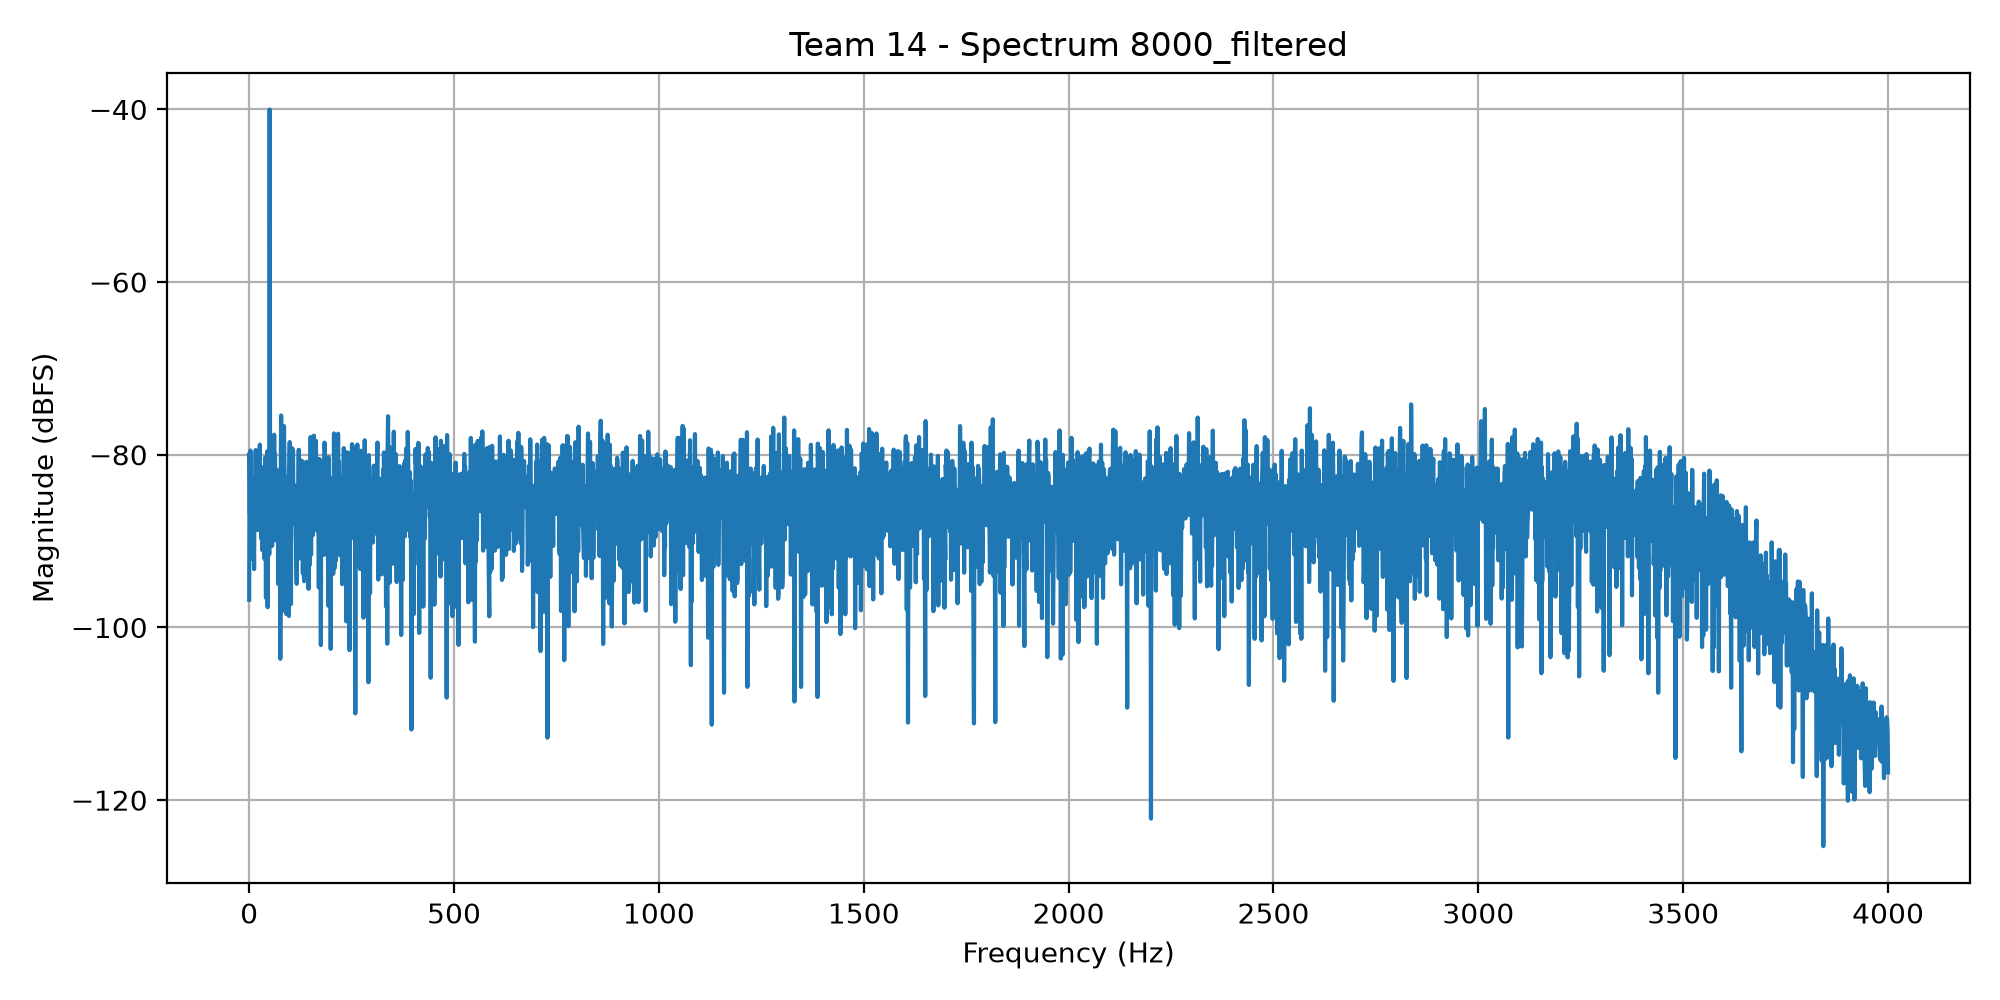 Team 14 - Spectrum 8000_filtered
Magnitude (dBFS)
−40
−60
−80
−100
−120
0 500 1000 1500 2000 2500 3000 3500 4000
Frequency (Hz)